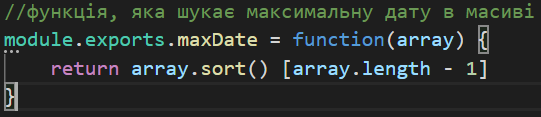 //функція, яка шукає максимальну дату в масиві
module.exports.maxDate = function(array) {
    return array.sort() [array.length - 1]
}